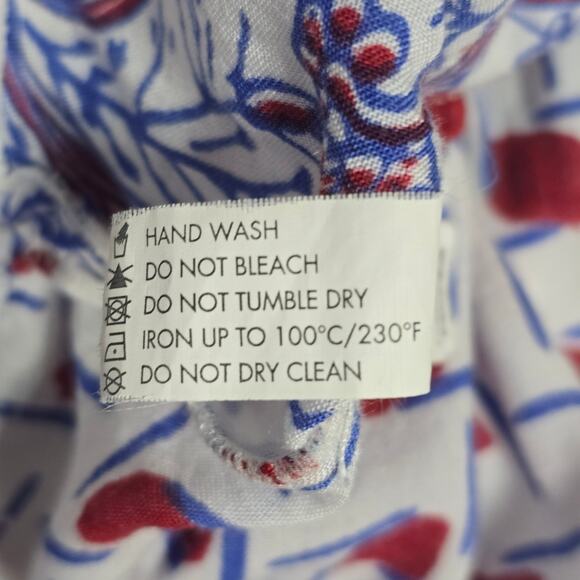 HAND WASH
DO NOT BLEACH
DO NOT TUMBLE DRY
IRON UP TO 100°C/230°F
DO NOT DRY CLEAN